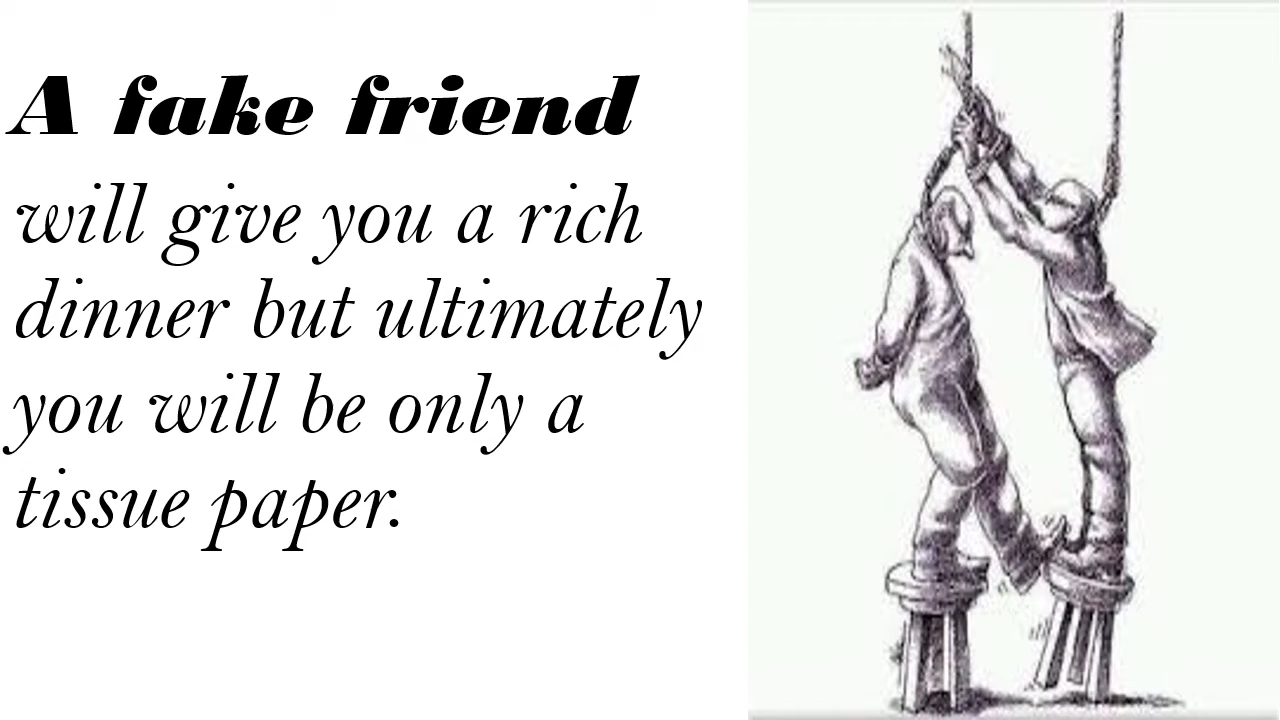 A fake friend
will give you a rich
dinner but ultimately
you will be only a
tissue paper.